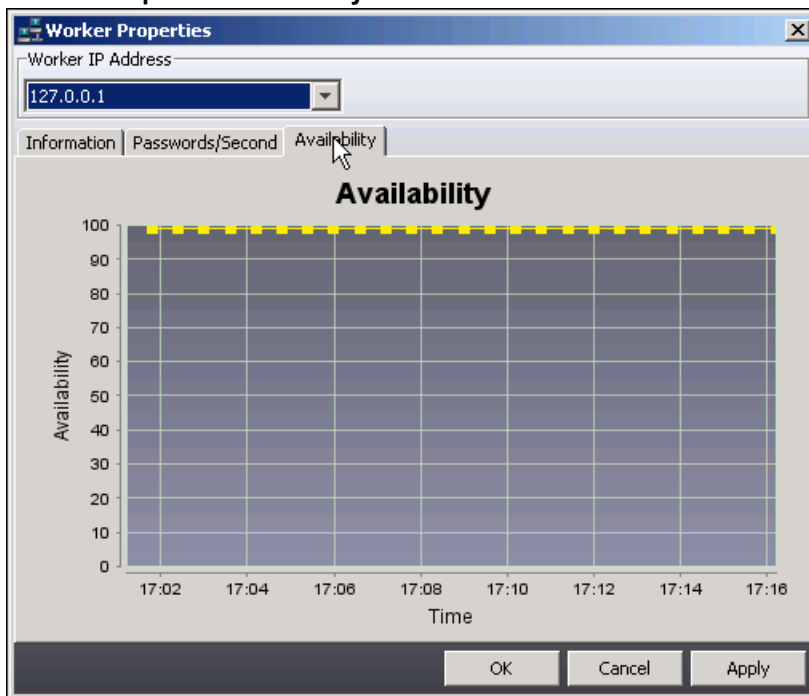 Worker Properties
Worker IP Address
127.0.0.1
Information Passwords/Second Availability
Availability
100
90
80
70
60
50
40
30
20
10
0
Availability
17:02 17:04 17:06 17:08 17:10 17:12 17:14 17:16
Time
OK Cancel Apply